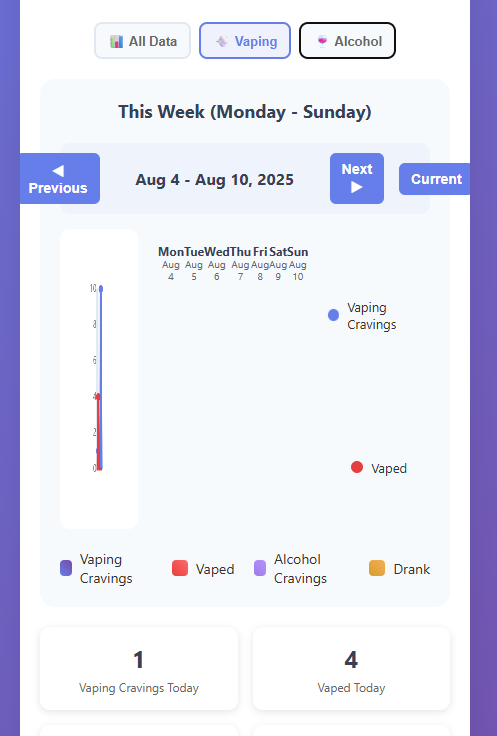 All Data
Vaping
Alcohol
This Week (Monday - Sunday)
◀ Previous
Aug 4 - Aug 10, 2025
Next ▶
Current
Mon Tue Wed Thu Fri Sat Sun
Aug 4 Aug 5 Aug 6 Aug 7 Aug 8 Aug 9 Aug 10
10
8
6
4
2
0
Vaping
Cravings
Vaped
Vaping
Cravings
Vaped
Alcohol
Cravings
Drank
1
Vaping Cravings Today
4
Vaped Today